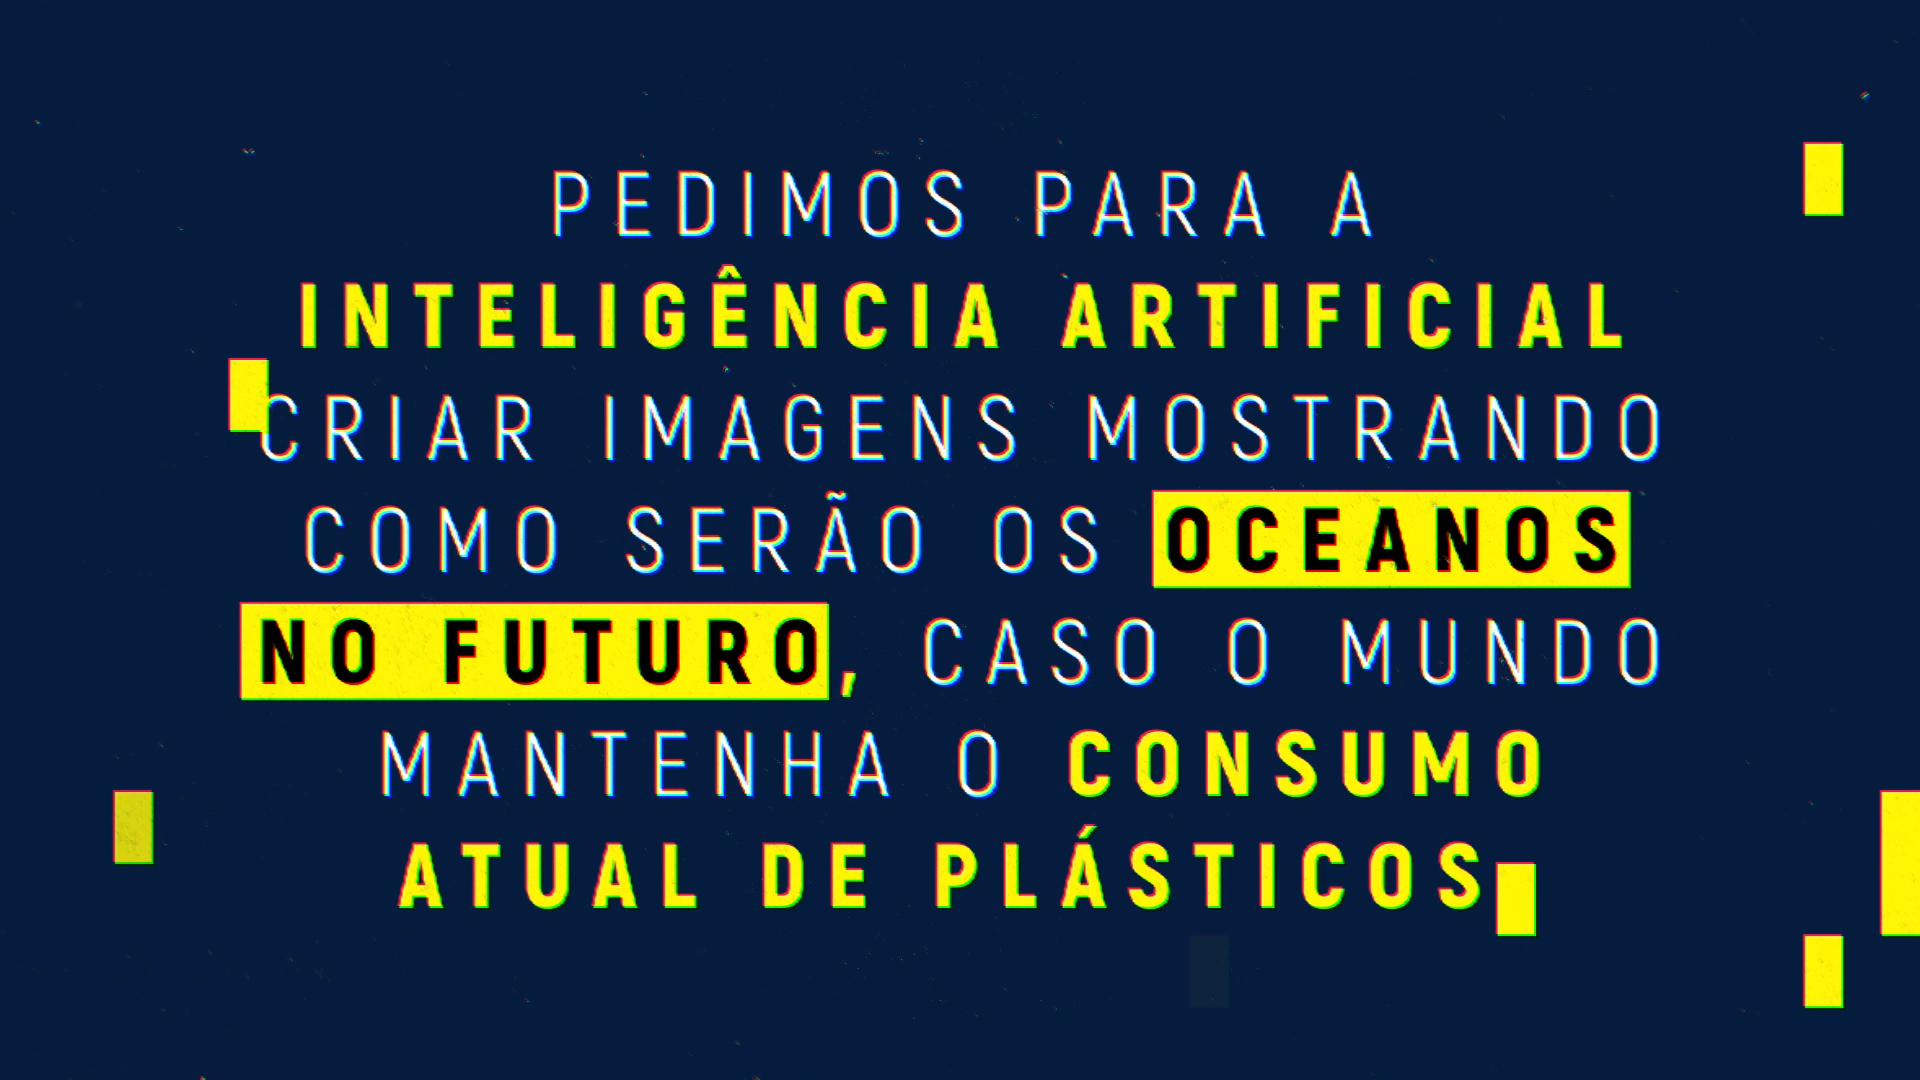 PEDIMOS PARA A
INTELIGÊNCIA ARTIFICIAL
CRIAR IMAGENS MOSTRANDO
COMO SERÃO OS OCEANOS
NO FUTURO, CASO O MUNDO
MANTENHA O CONSUMO
ATUAL DE PLÁSTICOS